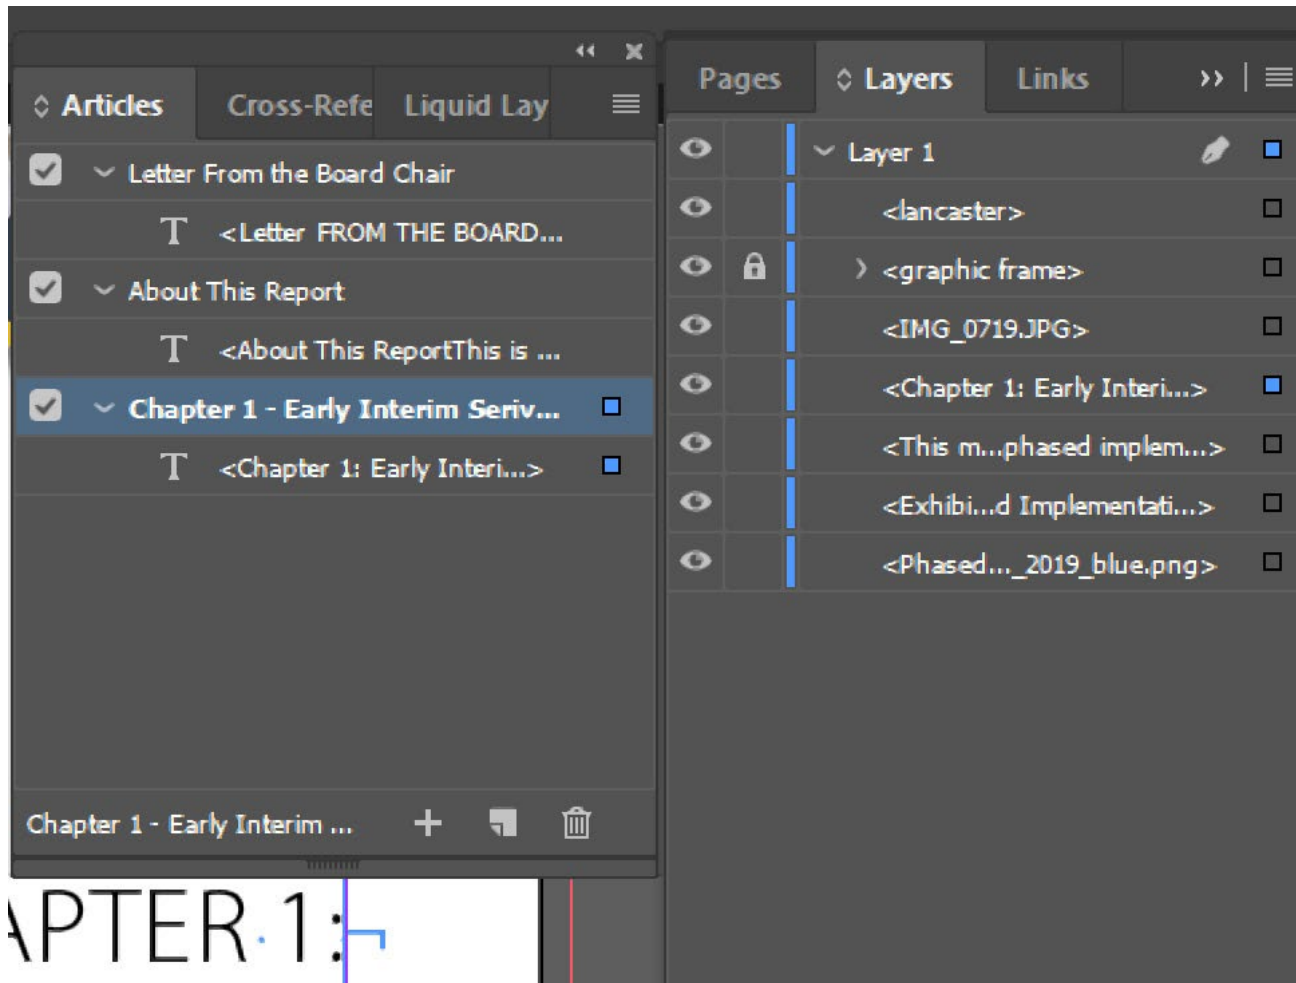 Articles
Cross-Refe
Liquid Lay
Letter From the Board Chair
<Letter FROM THE BOARD...
About This Report
<About This ReportThis is ...
Chapter 1 - Early Interim Seriv...
<Chapter 1: Early Interi...>
Chapter 1 - Early Interim ...
APTER 1:
Pages
Layers
Links
Layer 1
<lancaster>
<graphic frame>
<IMG_0719.JPG>
<Chapter 1: Early Interi...>
<This m...phased implem...>
<Exhibi...d Implementati...>
<Phased..._2019_blue.png>